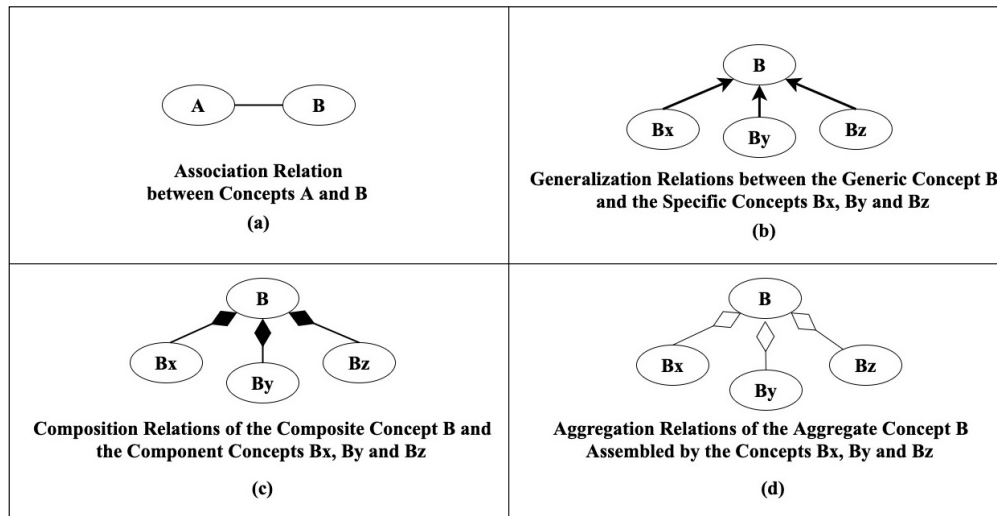 A
B
Association Relation
between Concepts A and B
(a)
B
Bx
By
Bz
Generalization Relations between the Generic Concept B
and the Specific Concepts Bx, By and Bz
(b)
B
Bx
By
Bz
Composition Relations of the Composite Concept B and
the Component Concepts Bx, By and Bz
(c)
B
Bx
By
Bz
Aggregation Relations of the Aggregate Concept B
Assembled by the Concepts Bx, By and Bz
(d)